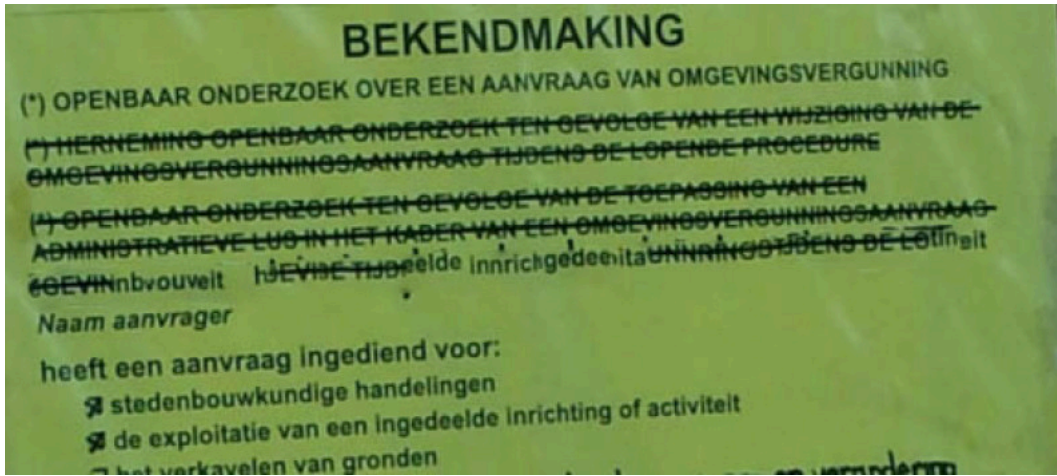 BEKENDMAKING
(*) OPENBAAR ONDERZOEK OVER EEN AANVRAAG VAN OMGEVINGSVERGUNNING
(*) HERNEMING OPENBAAR ONDERZOEK TEN GEVOLGE VAN EEN WIJZIGING VAN DE
OMGEVINGSVERGUNNINGSAANVRAAG TIJDENS DE LOPENDE PROCEDURE
(*) OPENBAAR ONDERZOEK TEN GEVOLGE VAN DE TOEPASSING VAN EEN
ADMINISTRATIEVE LUS IN HET KADER VAN EEN OMGEVINGSVERGUNNINGSAANVRAAG
Naam aanvrager
heeft een aanvraag ingediend voor:
stedenbouwkundige handelingen
de exploitatie van een ingedeelde inrichting of activiteit
het verkavelen van gronden